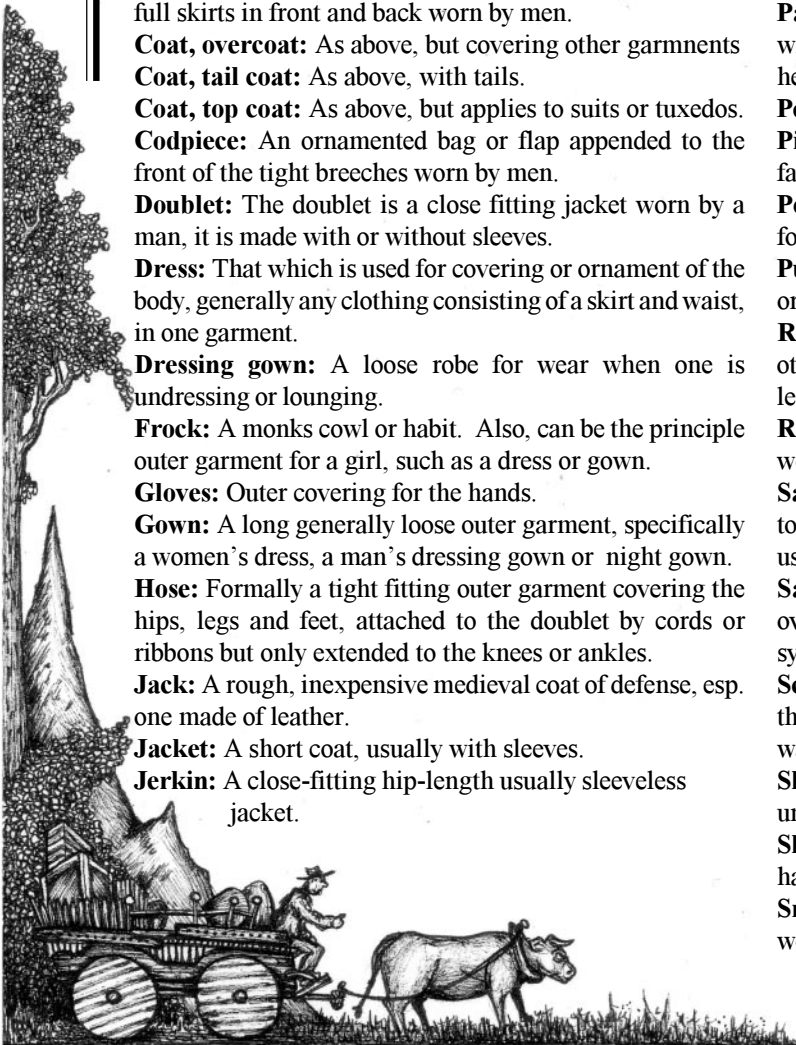 full skirts in front and back worn by men.
Coat, overcoat: As above, but covering other garmnents
Coat, tail coat: As above, with tails.
Coat, top coat: As above, but applies to suits or tuxedos.
Codpiece: An ornamented bag or flap appended to the
front of the tight breeches worn by men.
Doublet: The doublet is a close fitting jacket worn by a
man, it is made with or without sleeves.
Dress: That which is used for covering or ornament of the
body, generally any clothing consisting of a skirt and waist,
in one garment.
Dressing gown: A loose robe for wear when one is
undressing or lounging.
Frock: A monks cowl or habit. Also, can be the principle
outer garment for a girl, such as a dress or gown.
Gloves: Outer covering for the hands.
Gown: A long generally loose outer garment, specifically
a women’s dress, a man’s dressing gown or night gown.
Hose: Formally a tight fitting outer garment covering the
hips, legs and feet, attached to the doublet by cords or
ribbons but only extended to the knees or ankles.
Jack: A rough, inexpensive medieval coat of defense, esp.
one made of leather.
Jacket: A short coat, usually with sleeves.
Jerkin: A close-fitting hip-length usually sleeveless
jacket.